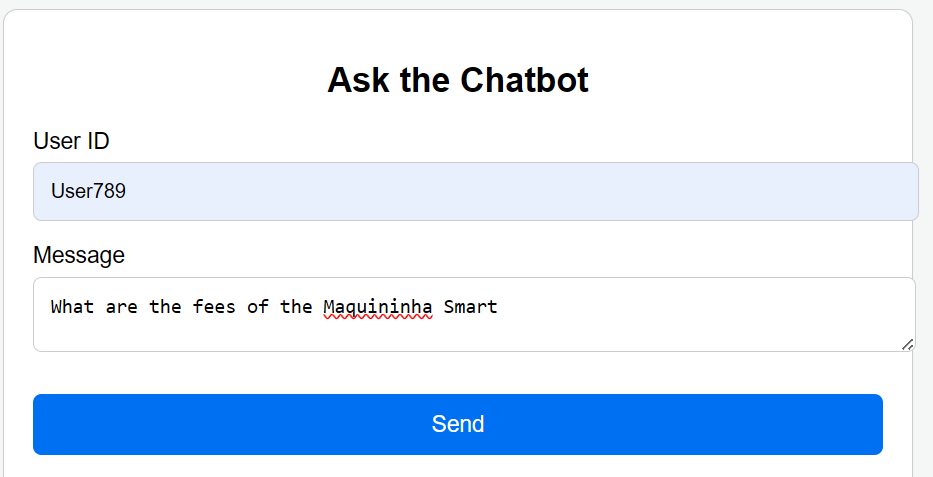 Ask the Chatbot
User ID
User789
Message
What are the fees of the Maquininha Smart
Send